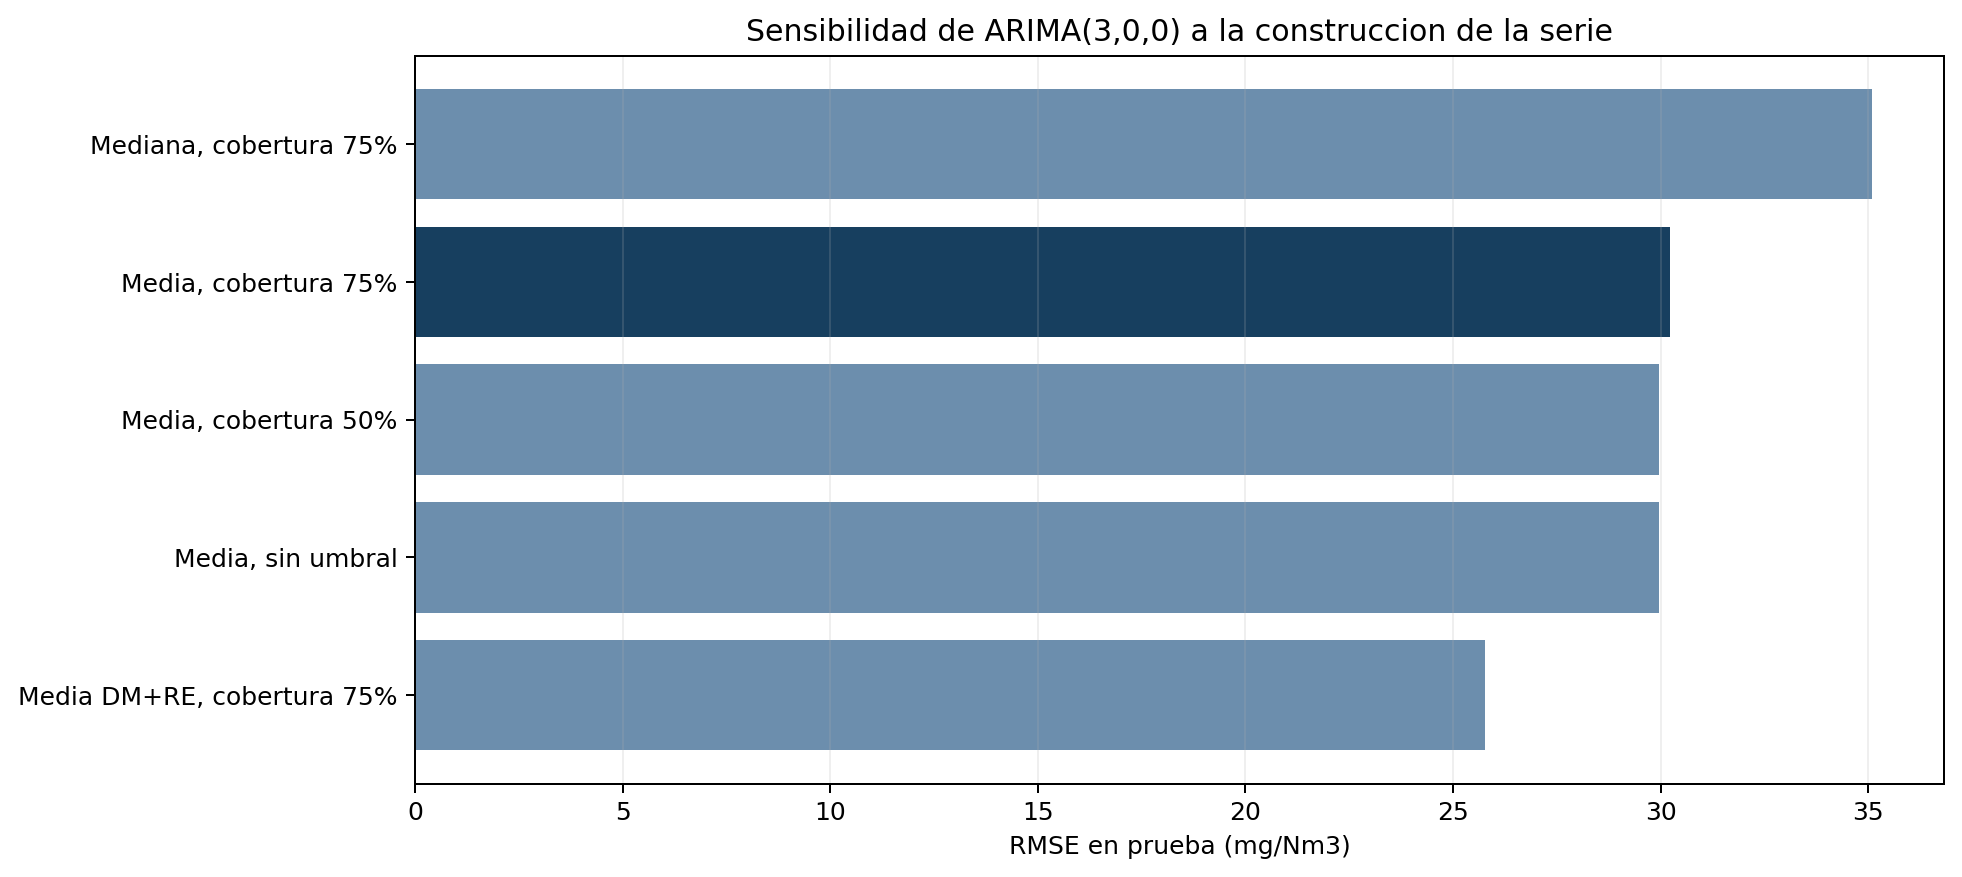 Sensibilidad de ARIMA(3,0,0) a la construccion de la serie
Mediana, cobertura 75%
Media, cobertura 75%
Media, cobertura 50%
Media, sin umbral
Media DM+RE, cobertura 75%
0 5 10 15 20 25 30 35
RMSE en prueba (mg/Nm3)